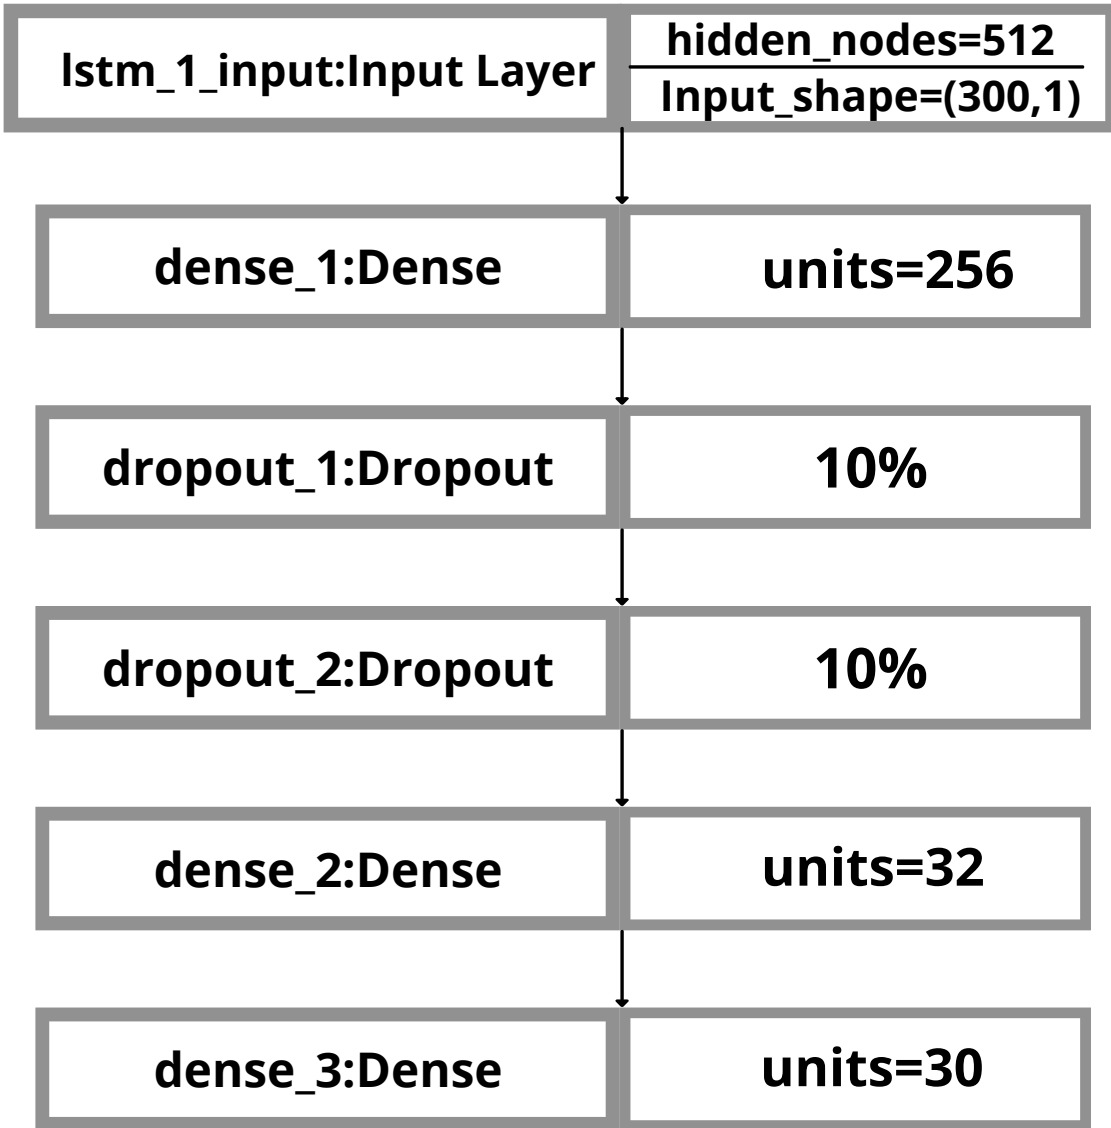 lstm_1_input:Input Layer
hidden_nodes=512
Input_shape=(300,1)
dense_1:Dense
units=256
dropout_1:Dropout
10%
dropout_2:Dropout
10%
dense_2:Dense
units=32
dense_3:Dense
units=30